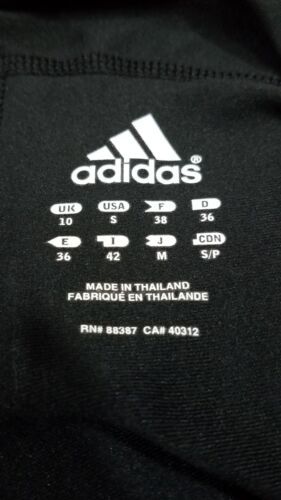 adidas®
UK USA F D
10 S 38 36
E I J CDN
36 42 M S/P
MADE IN THAILAND
FABRIQUÉ EN THAILANDE
RN# 88387 CA# 40312